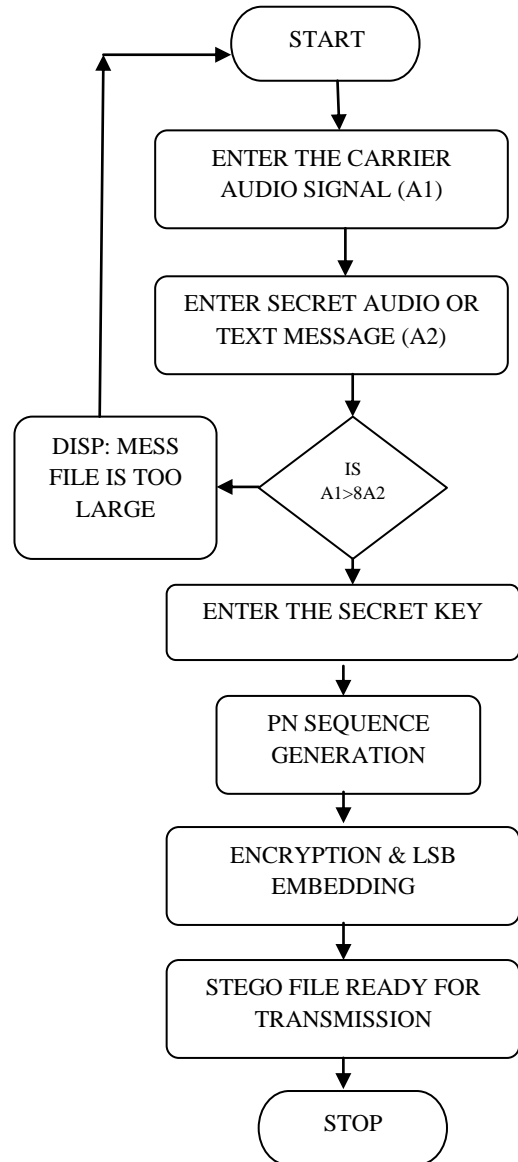 START
ENTER THE CARRIER
AUDIO SIGNAL (A1)
ENTER SECRET AUDIO OR
TEXT MESSAGE (A2)
DISP: MESS
FILE IS TOO
LARGE
IS
A1>8A2
ENTER THE SECRET KEY
PN SEQUENCE
GENERATION
ENCRYPTION & LSB
EMBEDDING
STEGO FILE READY FOR
TRANSMISSION
STOP